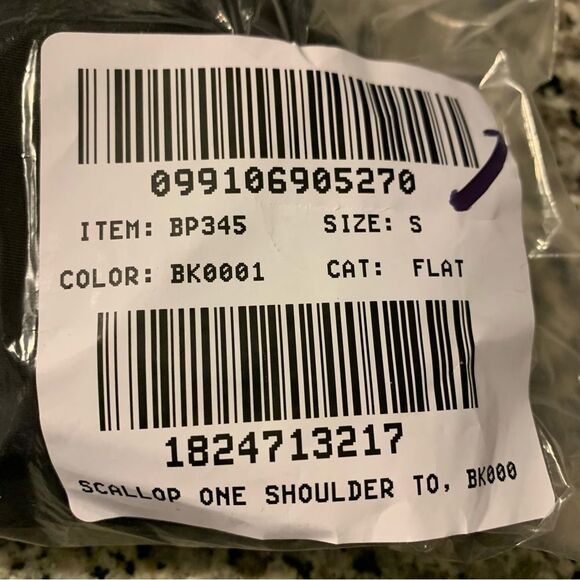 099106905270
ITEM: BP345 SIZE: S
COLOR: BK0001 CAT: FLAT
1824713217
SCALLOP ONE SHOULDER TO, BK000